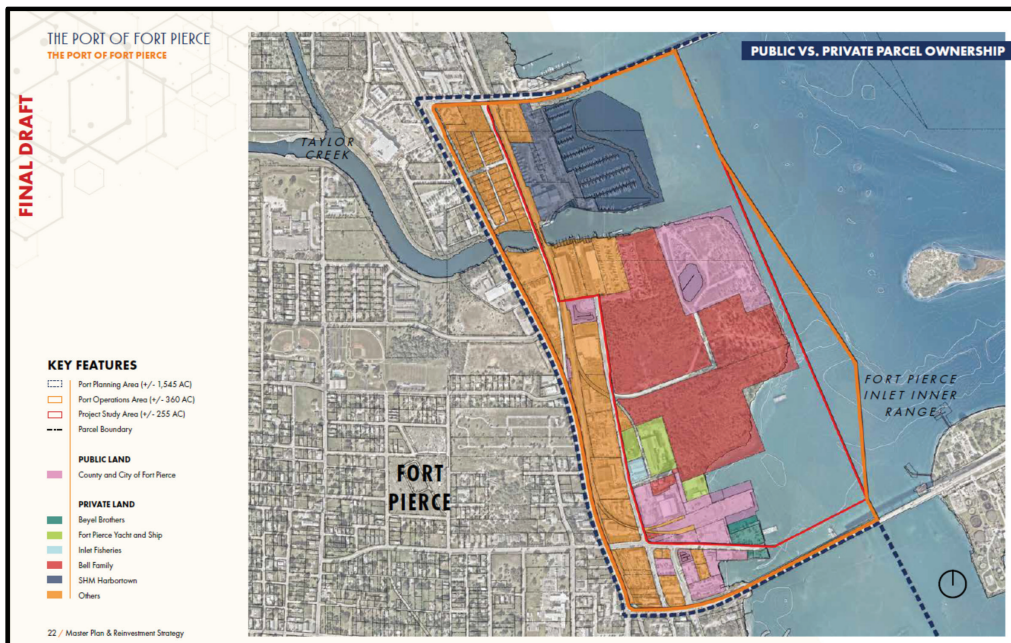 THE PORT OF FORT PIERCE
THE PORT OF FORT PIERCE
FINAL DRAFT
PUBLIC VS. PRIVATE PARCEL OWNERSHIP
TAYLOR
CREEK
FORT PIERCE
INLET INNER
RANGE
FORT
PIERCE
KEY FEATURES
Port Planning Area (+/- 1,545 AC)
Port Operations Area (+/- 360 AC)
Project Study Area (+/- 255 AC)
Parcel Boundary
PUBLIC LAND
County and City of Fort Pierce
PRIVATE LAND
Beyel Brothers
Fort Pierce Yacht and Ship
Inlet Fisheries
Bell Family
SHM Harbortown
Others
22 / Master Plan & Reinvestment Strategy